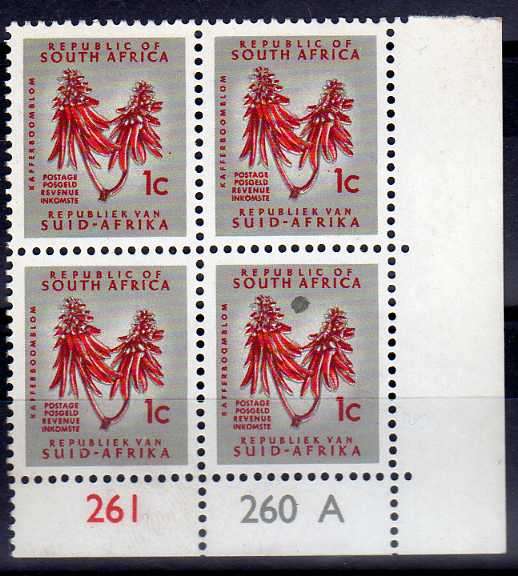 REPUBLIC OF
SOUTH AFRICA
KAFFERBOOMBLOM
POSTAGE
POSGELD
REVENUE
INKOMSTE
1c
REPUBLIEK VAN
SUID-AFRIKA
REPUBLIC OF
SOUTH AFRICA
KAFFERBOOMBLOM
POSTAGE
POSGELD
REVENUE
INKOMSTE
1c
REPUBLIEK VAN
SUID-AFRIKA
REPUBLIC OF
SOUTH AFRICA
KAFFERBOOMBLOM
POSTAGE
POSGELD
REVENUE
INKOMSTE
1c
REPUBLIEK VAN
SUID-AFRIKA
REPUBLIC OF
SOUTH AFRICA
KAFFERBOOMBLOM
POSTAGE
POSGELD
REVENUE
INKOMSTE
1c
REPUBLIEK VAN
SUID-AFRIKA
261
260 A